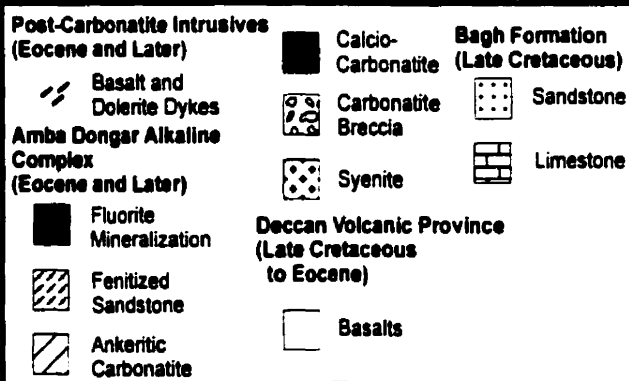 Post-Carbonatite Intrusives
(Eocene and Later)
Basalt and
Dolerite Dykes
Amba Dongar Alkaline
Complex
(Eocene and Later)
Fluorite
Mineralization
Fenitized
Sandstone
Ankeritic
Carbonatite
Calcio-
Carbonatite
Carbonatite
Breccia
Syenite
Deccan Volcanic Province
(Late Cretaceous
to Eocene)
Basalts
Bagh Formation
(Late Cretaceous)
Sandstone
Limestone